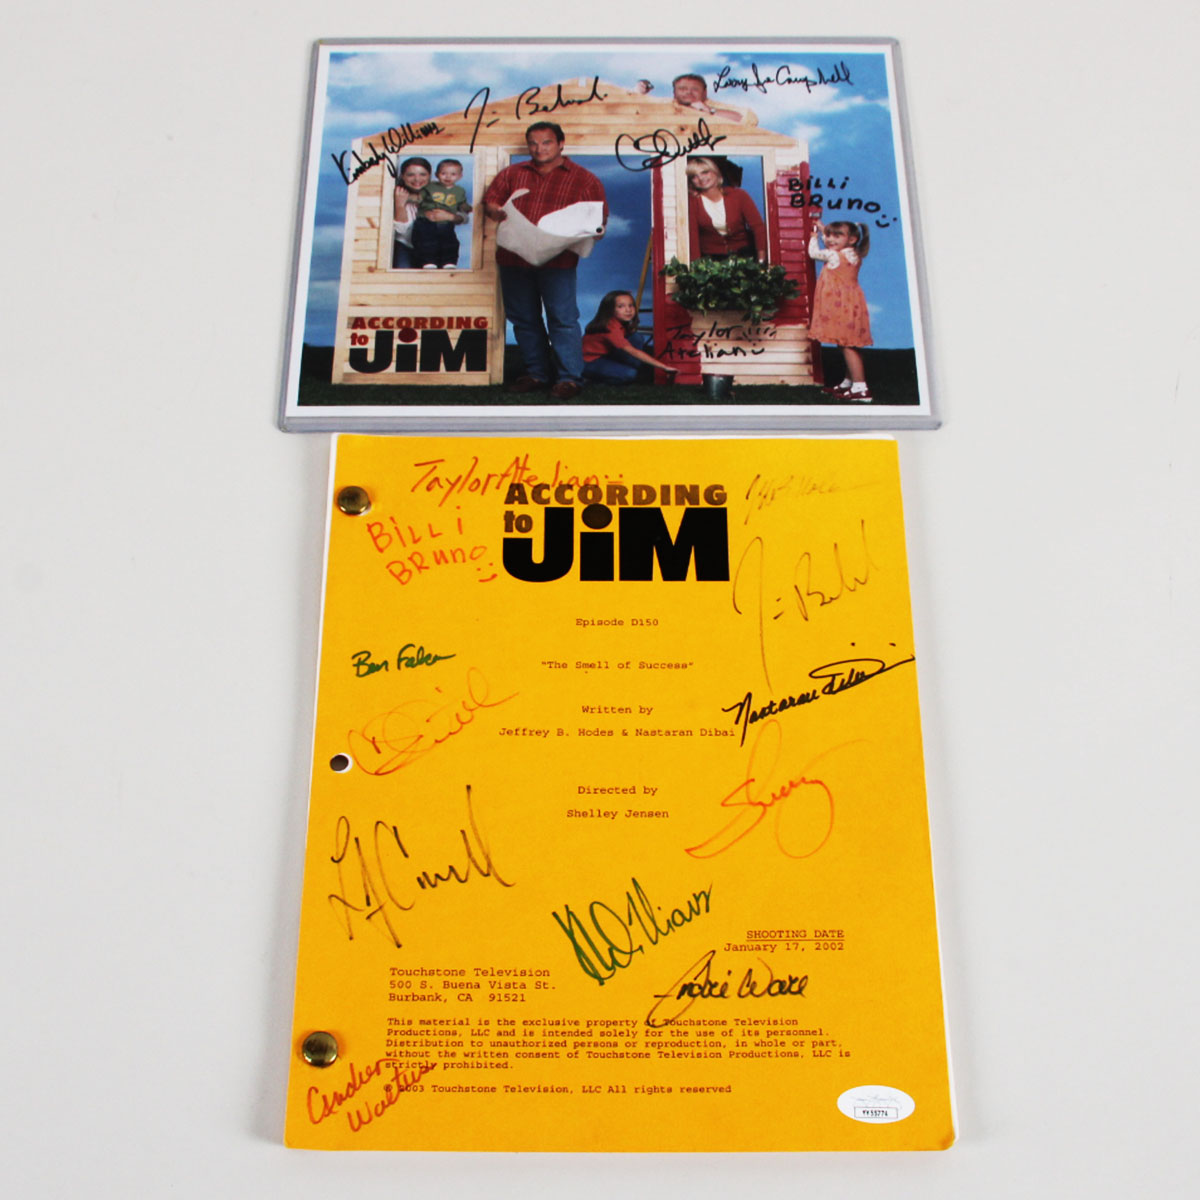 Larry Joe Campbell
Jim Belushi
Kimberly Williams
BILLI
BRUNO
Taylor
Atelian
ACCORDING
to JiM
Taylor Atelian
ACCORDING
to JiM
BILLI
BRUNO
Episode D150
Ben Falcone
"The Smell of Success"
Nastaran Dibai
Written by
Jeffrey B. Hodes & Nastaran Dibai
Directed by
Shelley Jensen
SHOOTING DATE
January 17, 2002
Touchstone Television
500 S. Buena Vista St.
Burbank, CA 91521
This material is the exclusive property of Touchstone Television
Productions, LLC and is intended solely for the use of its personnel.
Distribution to unauthorized persons or reproduction, in whole or part,
without the written consent of Touchstone Television Productions, LLC is
strictly prohibited.
©2003 Touchstone Television, LLC All rights reserved